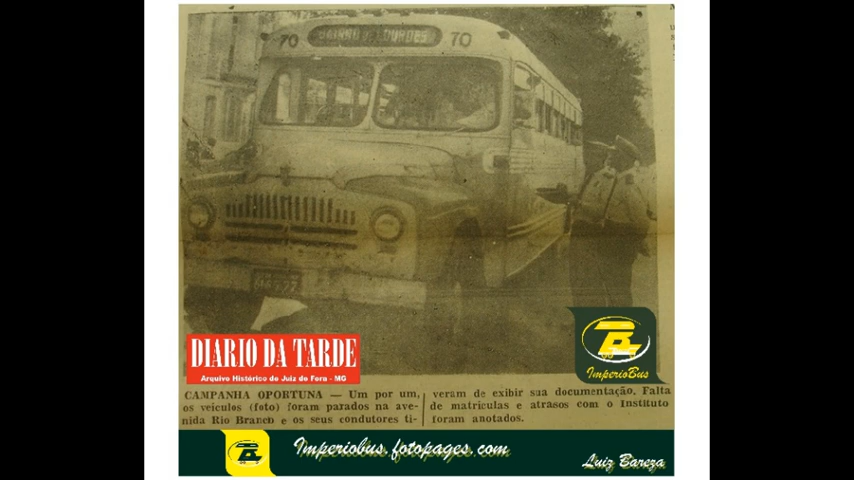 70 BAIRRO LOURDES 70
DIARIO DA TARDE
Arquivo Histórico de Juiz de Fora - MG
ImperioBus
CAMPANHA OPORTUNA — Um por um,
os veículos (foto) foram parados na ave-
nida Rio Branco e os seus condutores ti-
veram de exibir sua documentação. Falta
de matrículas e atrasos com o Instituto
foram anotados.
Imperiobus.fotopages.com
Luiz Bareza